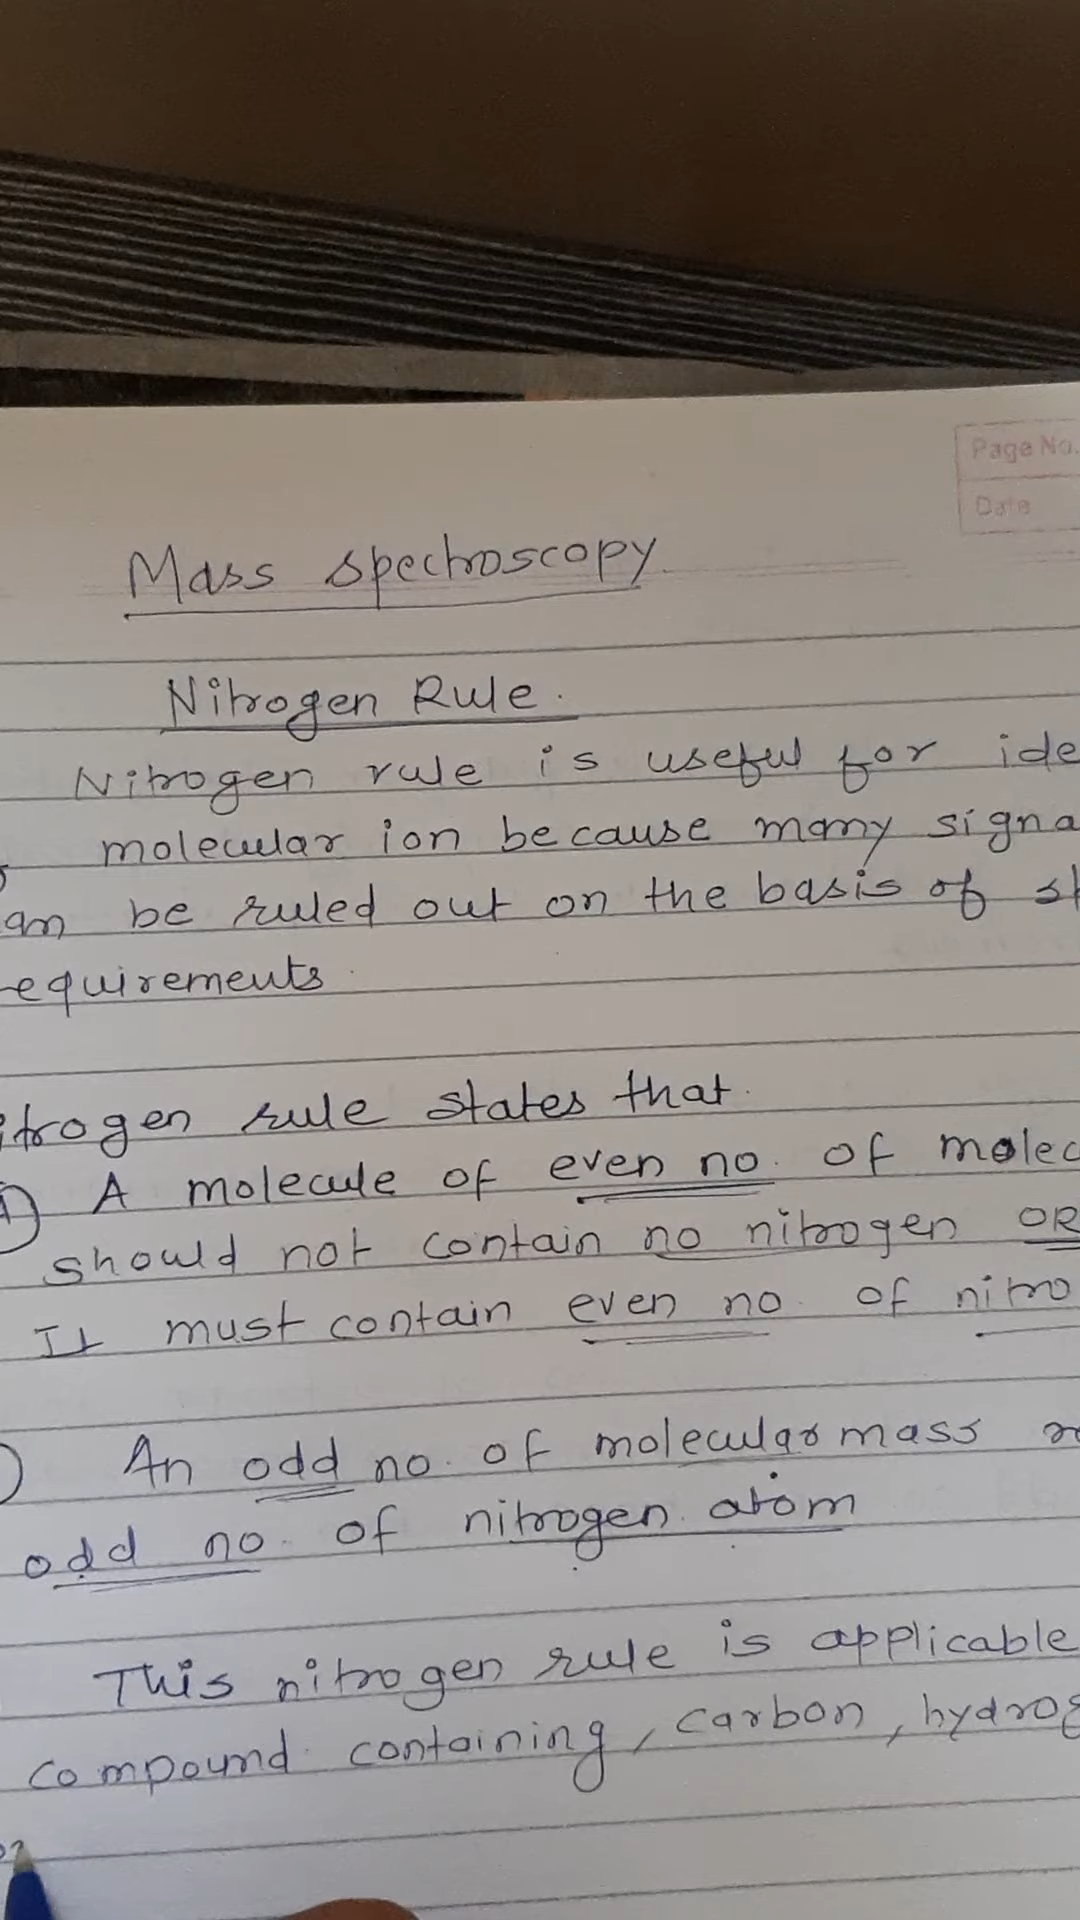 Page No.
Date
Mass spectroscopy
Nitrogen Rule.
Nitrogen rule is useful for ide
molecular ion because many signa
an be ruled out on the basis of st
equirements
itrogen rule states that
A molecule of even no. of molec
should not contain no nitrogen OR
It must contain even no. of nitro
An odd no. of molecular mass
odd no. of nitrogen atom
This nitrogen rule is applicable
compound containing, carbon, hydrog